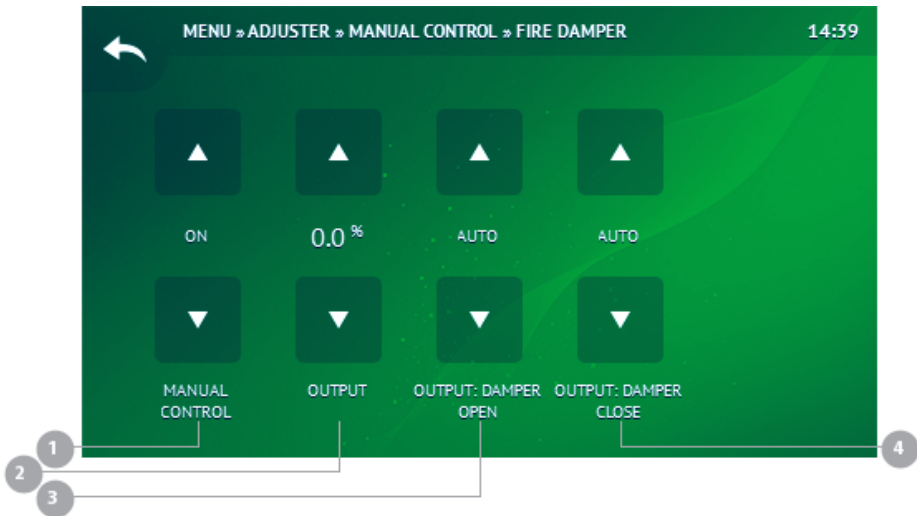 MENU » ADJUSTER » MANUAL CONTROL » FIRE DAMPER
14:39
ON
0.0 %
AUTO
AUTO
MANUAL
CONTROL
OUTPUT
OUTPUT: DAMPER
OPEN
OUTPUT: DAMPER
CLOSE
1
2
3
4